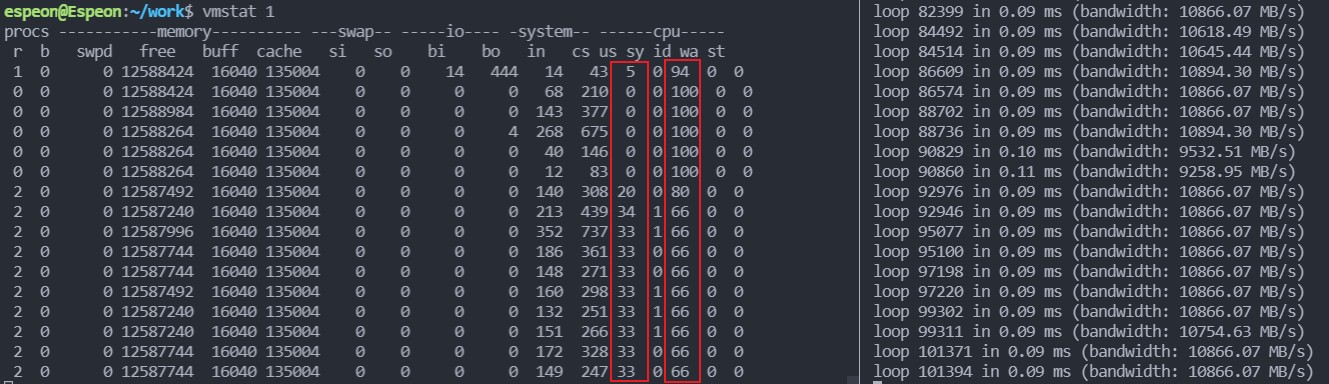 espeon@Espeon:~/work$ vmstat 1
procs -----------memory---------- ---swap-- -----io---- -system-- ------cpu-----
r b swpd free buff cache si so bi bo in cs us sy id wa st
1 0 0 12588424 16040 135004 0 0 14 444 14 43 5 0 94 0 0
0 0 0 12588424 16040 135004 0 0 0 0 68 210 0 0 100 0 0
0 0 0 12588984 16040 135004 0 0 0 0 143 377 0 0 100 0 0
0 0 0 12588264 16040 135004 0 0 0 4 268 675 0 0 100 0 0
0 0 0 12588264 16040 135004 0 0 0 0 40 146 0 0 100 0 0
0 0 0 12588264 16040 135004 0 0 0 0 12 83 0 0 100 0 0
2 0 0 12587492 16040 135004 0 0 0 0 140 308 20 0 80 0 0
2 0 0 12587240 16040 135004 0 0 0 0 213 439 34 1 66 0 0
2 0 0 12587996 16040 135004 0 0 0 0 352 737 33 1 66 0 0
2 0 0 12587744 16040 135004 0 0 0 0 186 361 33 0 66 0 0
2 0 0 12587744 16040 135004 0 0 0 0 148 271 33 0 66 0 0
2 0 0 12587492 16040 135004 0 0 0 0 160 298 33 1 66 0 0
2 0 0 12587240 16040 135004 0 0 0 0 132 251 33 1 66 0 0
2 0 0 12587240 16040 135004 0 0 0 0 151 266 33 1 66 0 0
2 0 0 12587744 16040 135004 0 0 0 0 172 328 33 0 66 0 0
2 0 0 12587744 16040 135004 0 0 0 0 149 247 33 0 66 0 0
loop 82399 in 0.09 ms (bandwidth: 10866.07 MB/s)
loop 84492 in 0.09 ms (bandwidth: 10618.49 MB/s)
loop 84514 in 0.09 ms (bandwidth: 10645.44 MB/s)
loop 86609 in 0.09 ms (bandwidth: 10894.30 MB/s)
loop 86574 in 0.09 ms (bandwidth: 10866.07 MB/s)
loop 88702 in 0.09 ms (bandwidth: 10866.07 MB/s)
loop 88736 in 0.09 ms (bandwidth: 10894.30 MB/s)
loop 90829 in 0.10 ms (bandwidth: 9532.51 MB/s)
loop 90860 in 0.11 ms (bandwidth: 9258.95 MB/s)
loop 92976 in 0.09 ms (bandwidth: 10866.07 MB/s)
loop 92946 in 0.09 ms (bandwidth: 10866.07 MB/s)
loop 95077 in 0.09 ms (bandwidth: 10866.07 MB/s)
loop 95100 in 0.09 ms (bandwidth: 10866.07 MB/s)
loop 97198 in 0.09 ms (bandwidth: 10866.07 MB/s)
loop 97220 in 0.09 ms (bandwidth: 10866.07 MB/s)
loop 99302 in 0.09 ms (bandwidth: 10866.07 MB/s)
loop 99311 in 0.09 ms (bandwidth: 10754.63 MB/s)
loop 101371 in 0.09 ms (bandwidth: 10866.07 MB/s)
loop 101394 in 0.09 ms (bandwidth: 10866.07 MB/s)